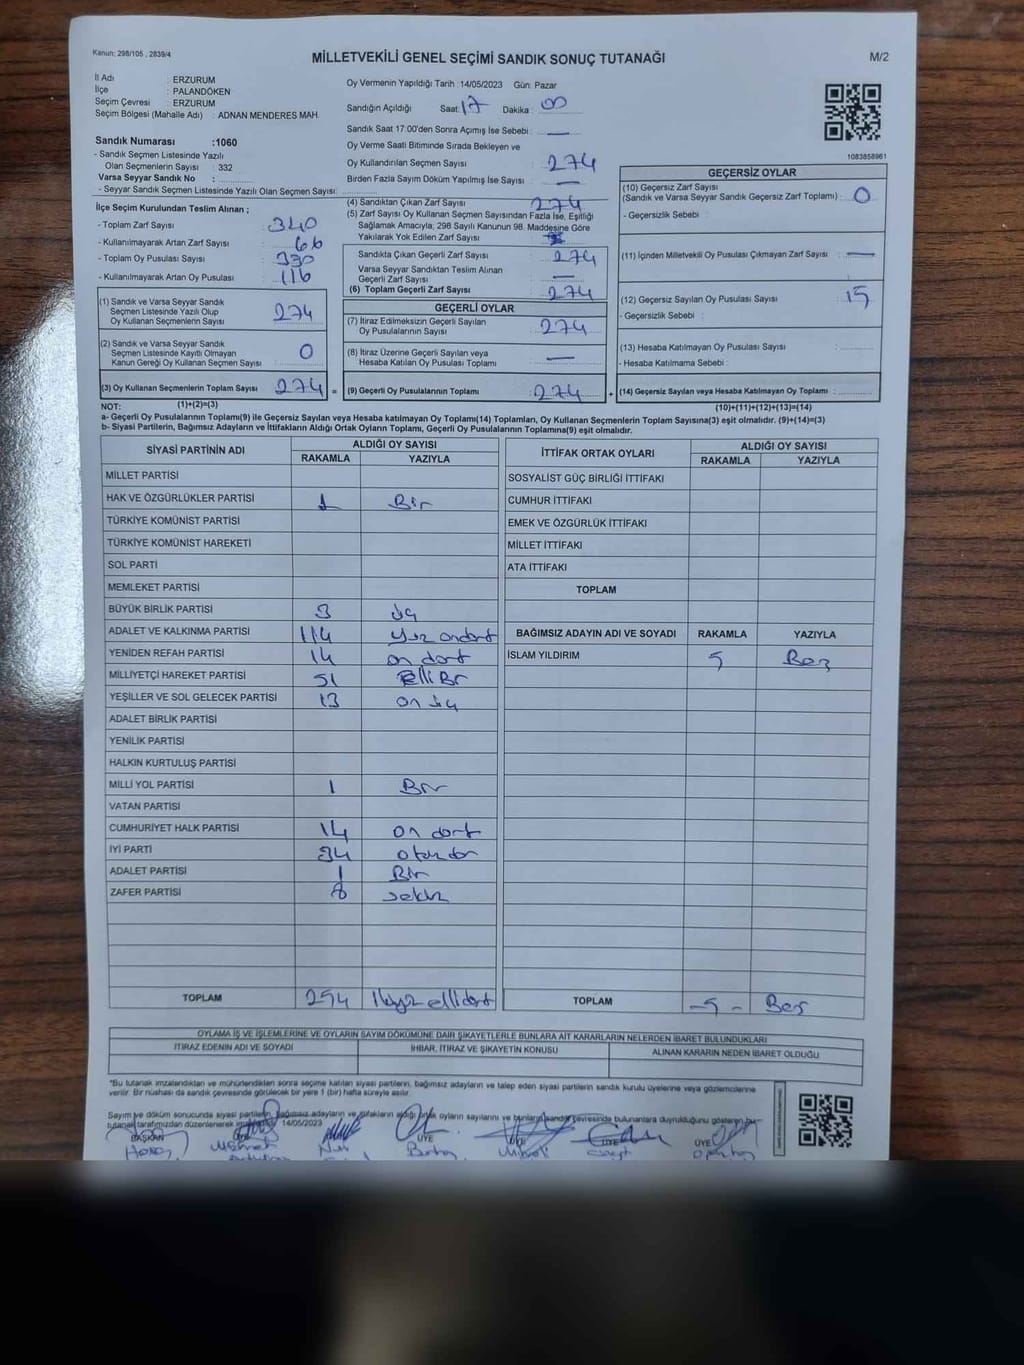 Kanun: 298/105 , 2839/4
MİLLETVEKİLİ GENEL SEÇİMİ SANDIK SONUÇ TUTANAĞI
M/2
İl Adı : ERZURUM
İlçe : PALANDÖKEN
Seçim Çevresi : ERZURUM
Seçim Bölgesi (Mahalle Adı) : ADNAN MENDERES MAH.
Sandık Numarası :1060
- Sandık Seçmen Listesinde Yazılı
Olan Seçmenlerin Sayısı : 332
Varsa Seyyar Sandık No :
- Seyyar Sandık Seçmen Listesinde Yazılı Olan Seçmen Sayısı:
İlçe Seçim Kurulundan Teslim Alınan ;
- Toplam Zarf Sayısı : 340
- Kullanılmayarak Artan Zarf Sayısı : 66
- Toplam Oy Pusulası Sayısı : 390
- Kullanılmayarak Artan Oy Pusulası : 116
(1) Sandık ve Varsa Seyyar Sandık
Seçmen Listesinde Yazılı Olup
Oy Kullanan Seçmenlerin Sayısı : 274
(2) Sandık ve Varsa Seyyar Sandık
Seçmen Listesinde Kayıtlı Olmayan
Kanun Gereği Oy Kullanan Seçmen Sayısı : 0
(3) Oy Kullanan Seçmenlerin Toplam Sayısı : 274 =
(1)+(2)=(3)
Oy Vermenin Yapıldığı Tarih : 14/05/2023 Gün: Pazar
Sandığın Açıldığı Saat: 17 Dakika : 00
Sandık Saat 17:00'den Sonra Açımış İse Sebebi : —
Oy Verme Saati Bitiminde Sırada Bekleyen ve
Oy Kullandırılan Seçmen Sayısı : 274
Birden Fazla Sayım Döküm Yapılmış İse Sayısı : —
(4) Sandıktan Çıkan Zarf Sayısı : 274
(5) Zarf Sayısı Oy Kullanan Seçmen Sayısından Fazla İse, Eşitliği
Sağlamak Amacıyla; 298 Sayılı Kanunun 98. Maddesine Göre
Yakılarak Yok Edilen Zarf Sayısı :
Sandıkta Çıkan Geçerli Zarf Sayısı : 274
Varsa Seyyar Sandıktan Teslim Alınan
Geçerli Zarf Sayısı : —
(6) Toplam Geçerli Zarf Sayısı : 274
GEÇERLİ OYLAR
(7) İtiraz Edilmeksizin Geçerli Sayılan
Oy Pusulalarının Sayısı : 274
(8) İtiraz Üzerine Geçerli Sayılan veya
Hesaba Katılan Oy Pusulası Toplamı : —
(9) Geçerli Oy Pusulalarının Toplamı : 274 +
1083858961
GEÇERSİZ OYLAR
(10) Geçersiz Zarf Sayısı
(Sandık ve Varsa Seyyar Sandık Geçersiz Zarf Toplamı) : 0
- Geçersizlik Sebebi :
(11) İçinden Milletvekili Oy Pusulası Çıkmayan Zarf Sayısı : —
(12) Geçersiz Sayılan Oy Pusulası Sayısı : 15
- Geçersizlik Sebebi :
(13) Hesaba Katılmayan Oy Pusulası Sayısı :
- Hesaba Katılmama Sebebi :
(14) Geçersiz Sayılan veya Hesaba Katılmayan Oy Toplamı :
(10)+(11)+(12)+(13)=(14)
NOT:
a- Geçerli Oy Pusulalarının Toplamı(9) ile Geçersiz Sayılan veya Hesaba katılmayan Oy Toplamı(14) Toplamları, Oy Kullanan Seçmenlerin Toplam Sayısına(3) eşit olmalıdır. (9)+(14)=(3)
b- Siyasi Partilerin, Bağımsız Adayların ve İttifakların Aldığı Ortak Oyların Toplamı, Geçerli Oy Pusulalarının Toplamına(9) eşit olmalıdır.
SİYASİ PARTİNİN ADI ALDIĞI OY SAYISI
RAKAMLA YAZIYLA
MİLLET PARTİSİ
HAK VE ÖZGÜRLÜKLER PARTİSİ 1 Bir
TÜRKİYE KOMÜNİST PARTİSİ
TÜRKİYE KOMÜNİST HAREKETİ
SOL PARTİ
MEMLEKET PARTİSİ
BÜYÜK BİRLİK PARTİSİ 3 üç
ADALET VE KALKINMA PARTİSİ 114 yüz ondört
YENİDEN REFAH PARTİSİ 14 on dört
MİLLİYETÇİ HAREKET PARTİSİ 51 Elli Bir
YEŞİLLER VE SOL GELECEK PARTİSİ 13 on üç
ADALET BİRLİK PARTİSİ
YENİLİK PARTİSİ
HALKIN KURTULUŞ PARTİSİ
MİLLİ YOL PARTİSİ 1 Bir
VATAN PARTİSİ
CUMHURİYET HALK PARTİSİ 14 on dört
İYİ PARTİ 34 otuz dör
ADALET PARTİSİ 1 Bir
ZAFER PARTİSİ 8 sekiz
TOPLAM 254 İkiyüz ellidört
İTTİFAK ORTAK OYLARI ALDIĞI OY SAYISI
RAKAMLA YAZIYLA
SOSYALİST GÜÇ BİRLİĞİ İTTİFAKI
CUMHUR İTTİFAKI
EMEK VE ÖZGÜRLÜK İTTİFAKI
MİLLET İTTİFAKI
ATA İTTİFAKI
TOPLAM
BAĞIMSIZ ADAYIN ADI VE SOYADI RAKAMLA YAZIYLA
İSLAM YILDIRIM 5 Beş
TOPLAM -5- Beş
OYLAMA İŞ VE İŞLEMLERİNE VE OYLARIN SAYIM DÖKÜMÜNE DAİR ŞİKAYETLERLE BUNLARA AİT KARARLARIN NELERDEN İBARET BULUNDUKLARI
İTİRAZ EDENİN ADI VE SOYADI İHBAR, İTİRAZ VE ŞİKAYETİN KONUSU ALINAN KARARIN NEDEN İBARET OLDUĞU
"Bu tutanak imzalandıktan ve mühürlendikten sonra seçime katılan siyasi partilerin, bağımsız adayların ve talep eden siyasi partilerin sandık kurulu üyelerine veya gözlemcilerine
verilir. Bir nüshası da sandık çevresinde görülecek bir yere 1 (bir) hafta süreyle asılır.
Sayım ve döküm sonucunda siyasi partilerin, bağımsız adayların ve ittifakların aldığı ortak oyların sayılarını ve bunların sandık çevresinde bulunanlara duyrulduğunu gösteren bu
tutanak tarafımızdan düzenlenerek 14/05/2023
BAŞKAN ÜYE ÜYE ÜYE ÜYE